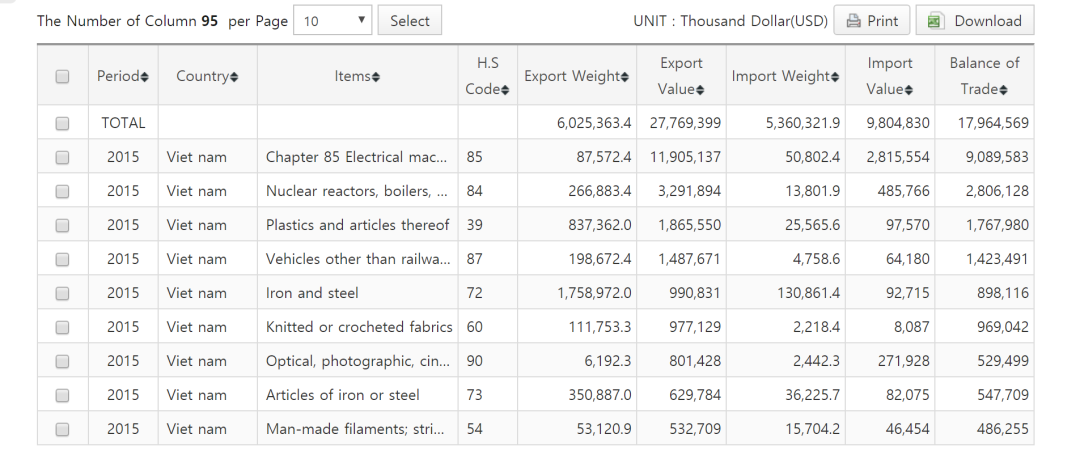 The Number of Column 95 per Page 10 Select UNIT : Thousand Dollar(USD) Print Download
Period Country Items H.S Code Export Weight Export Value Import Weight Import Value Balance of Trade
TOTAL 6,025,363.4 27,769,399 5,360,321.9 9,804,830 17,964,569
2015 Viet nam Chapter 85 Electrical mac... 85 87,572.4 11,905,137 50,802.4 2,815,554 9,089,583
2015 Viet nam Nuclear reactors, boilers, ... 84 266,883.4 3,291,894 13,801.9 485,766 2,806,128
2015 Viet nam Plastics and articles thereof 39 837,362.0 1,865,550 25,565.6 97,570 1,767,980
2015 Viet nam Vehicles other than railwa... 87 198,672.4 1,487,671 4,758.6 64,180 1,423,491
2015 Viet nam Iron and steel 72 1,758,972.0 990,831 130,861.4 92,715 898,116
2015 Viet nam Knitted or crocheted fabrics 60 111,753.3 977,129 2,218.4 8,087 969,042
2015 Viet nam Optical, photographic, cin... 90 6,192.3 801,428 2,442.3 271,928 529,499
2015 Viet nam Articles of iron or steel 73 350,887.0 629,784 36,225.7 82,075 547,709
2015 Viet nam Man-made filaments; stri... 54 53,120.9 532,709 15,704.2 46,454 486,255